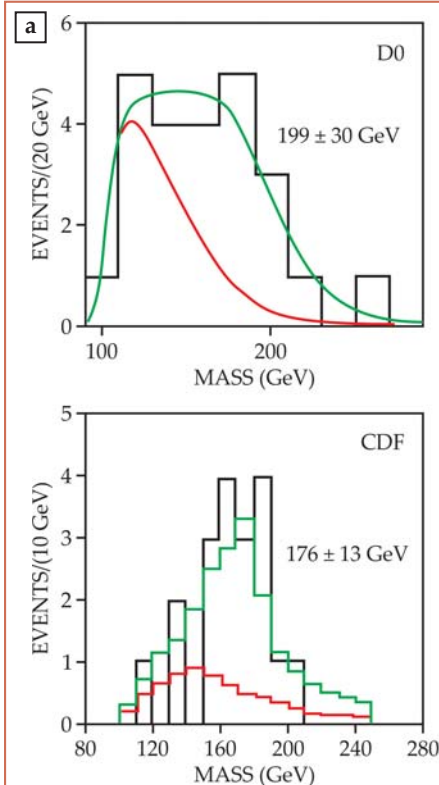 a
D0
199 ± 30 GeV
EVENTS/(20 GeV)
6
4
2
0
100
200
MASS (GeV)
CDF
176 ± 13 GeV
EVENTS/(10 GeV)
5
4
3
2
1
0
80
120
160
200
240
280
MASS (GeV)